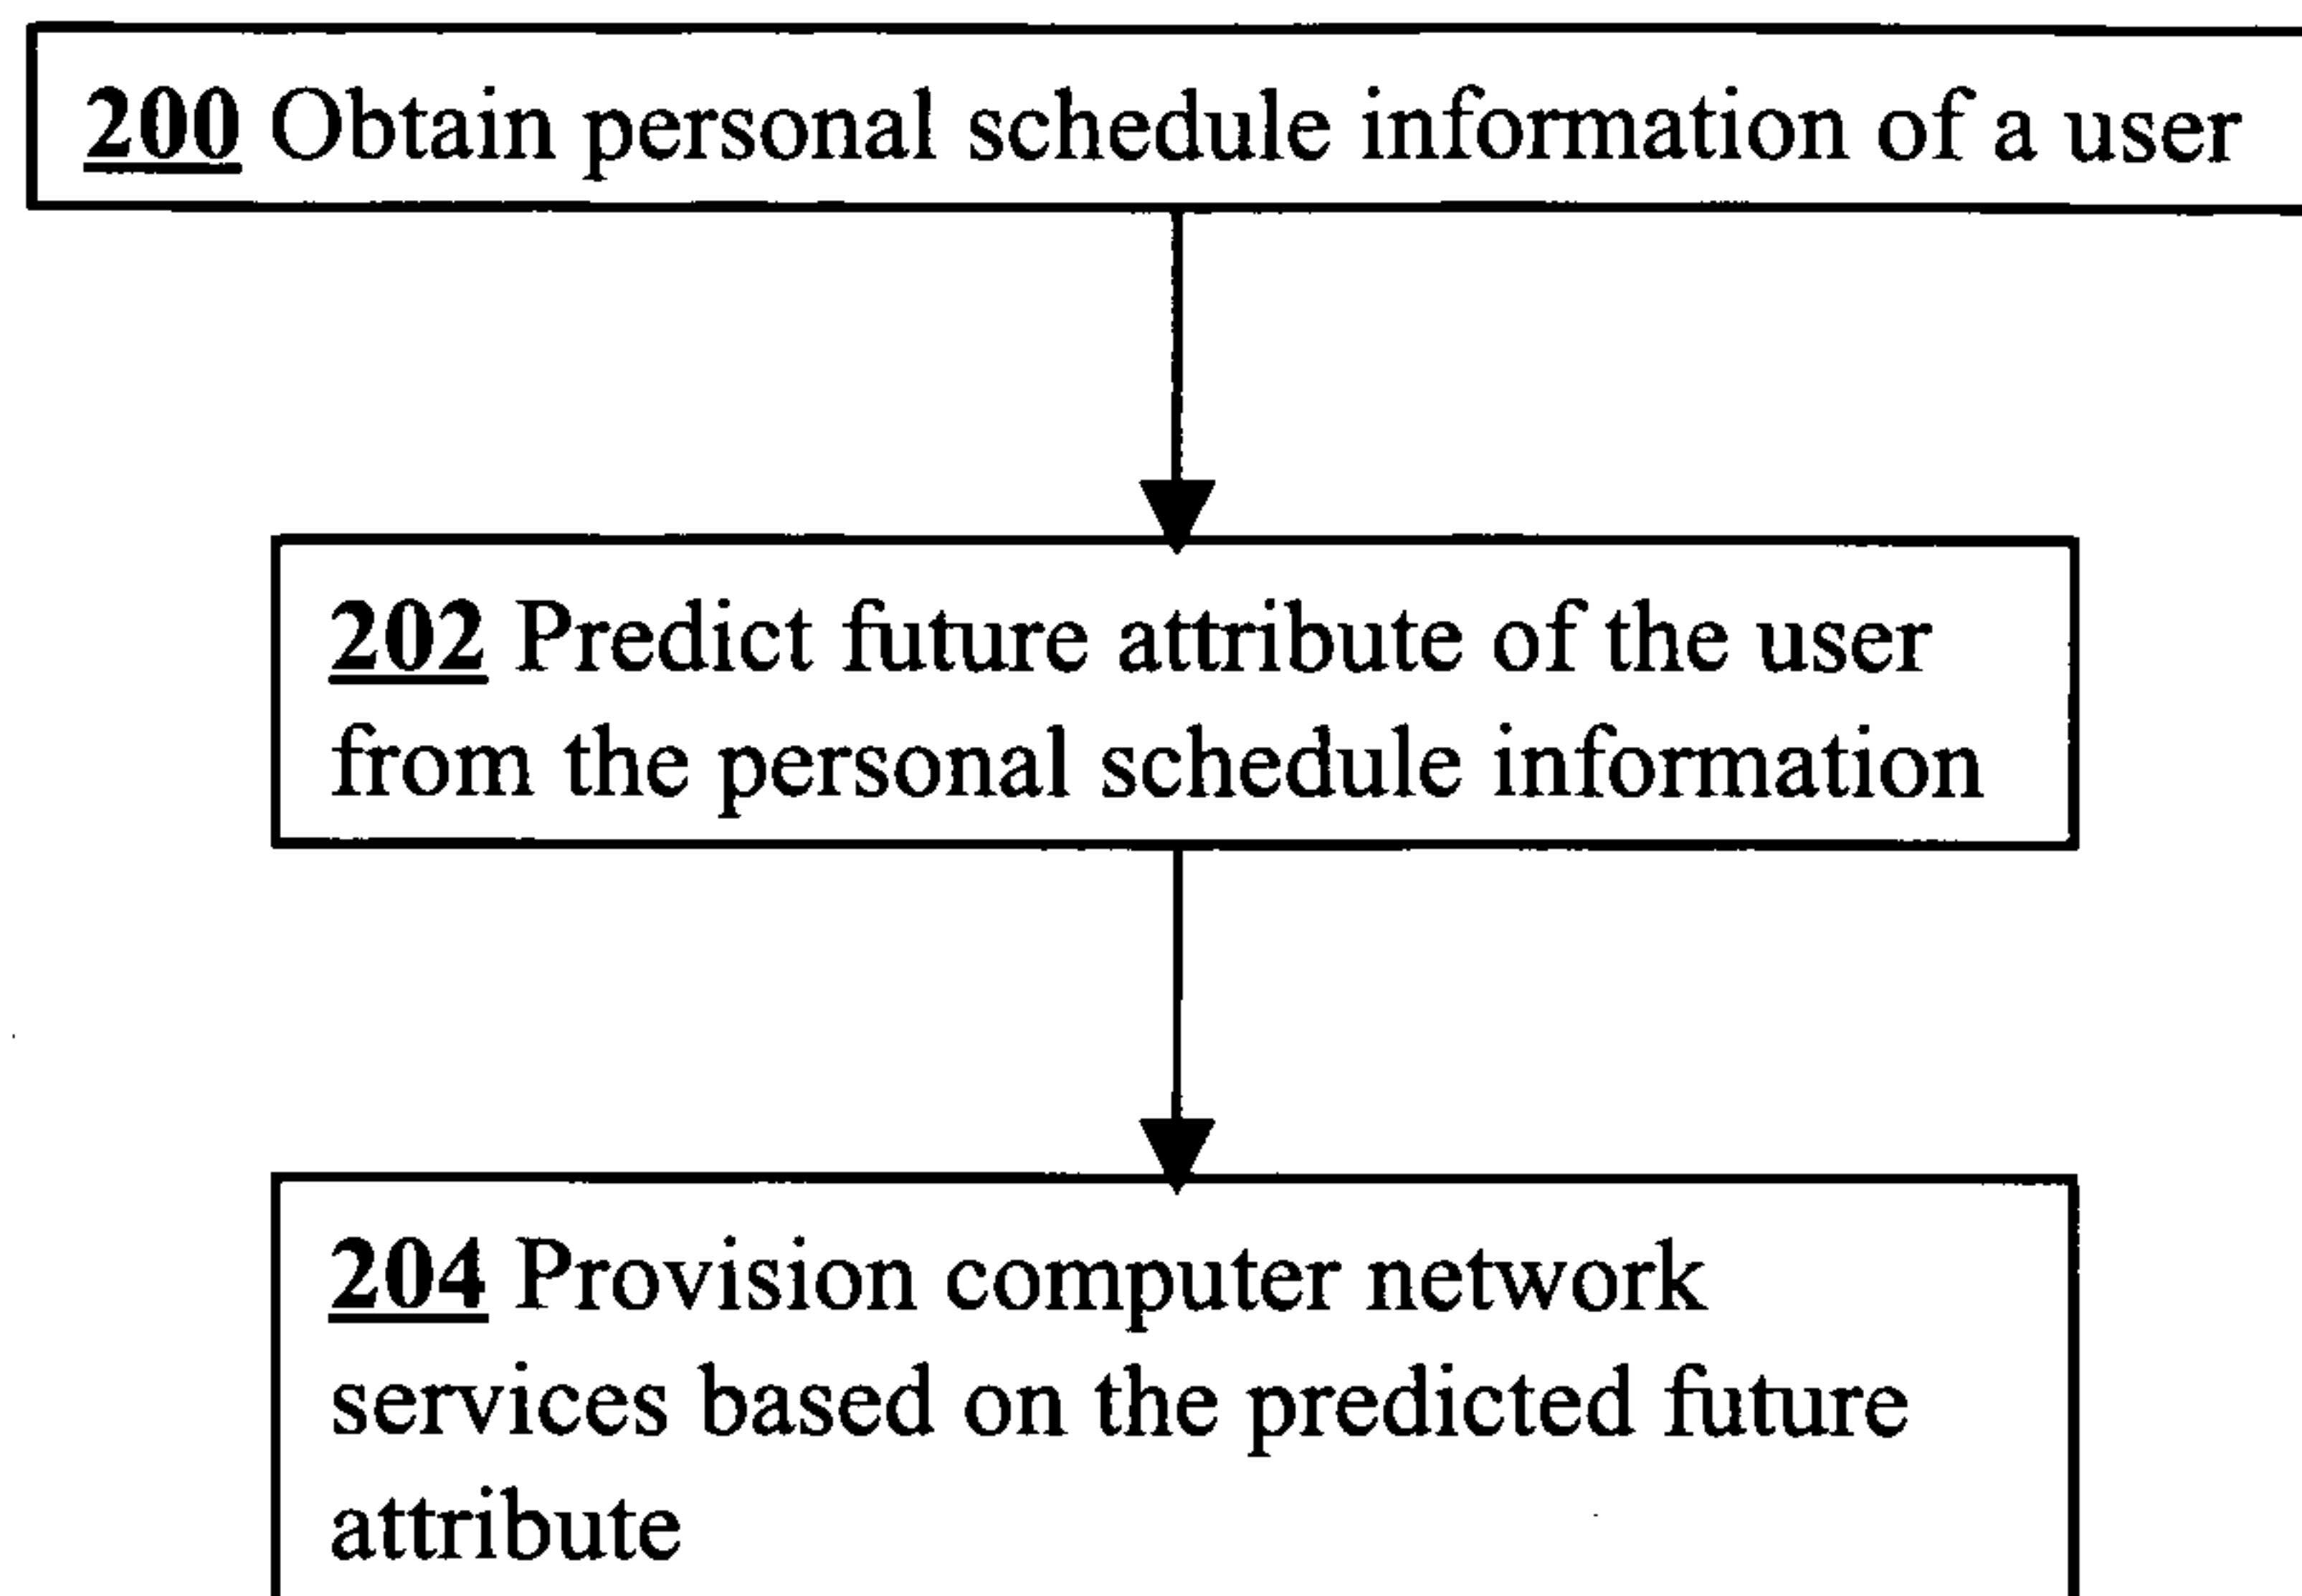 200 Obtain personal schedule information of a user
202 Predict future attribute of the user
from the personal schedule information
204 Provision computer network
services based on the predicted future
attribute